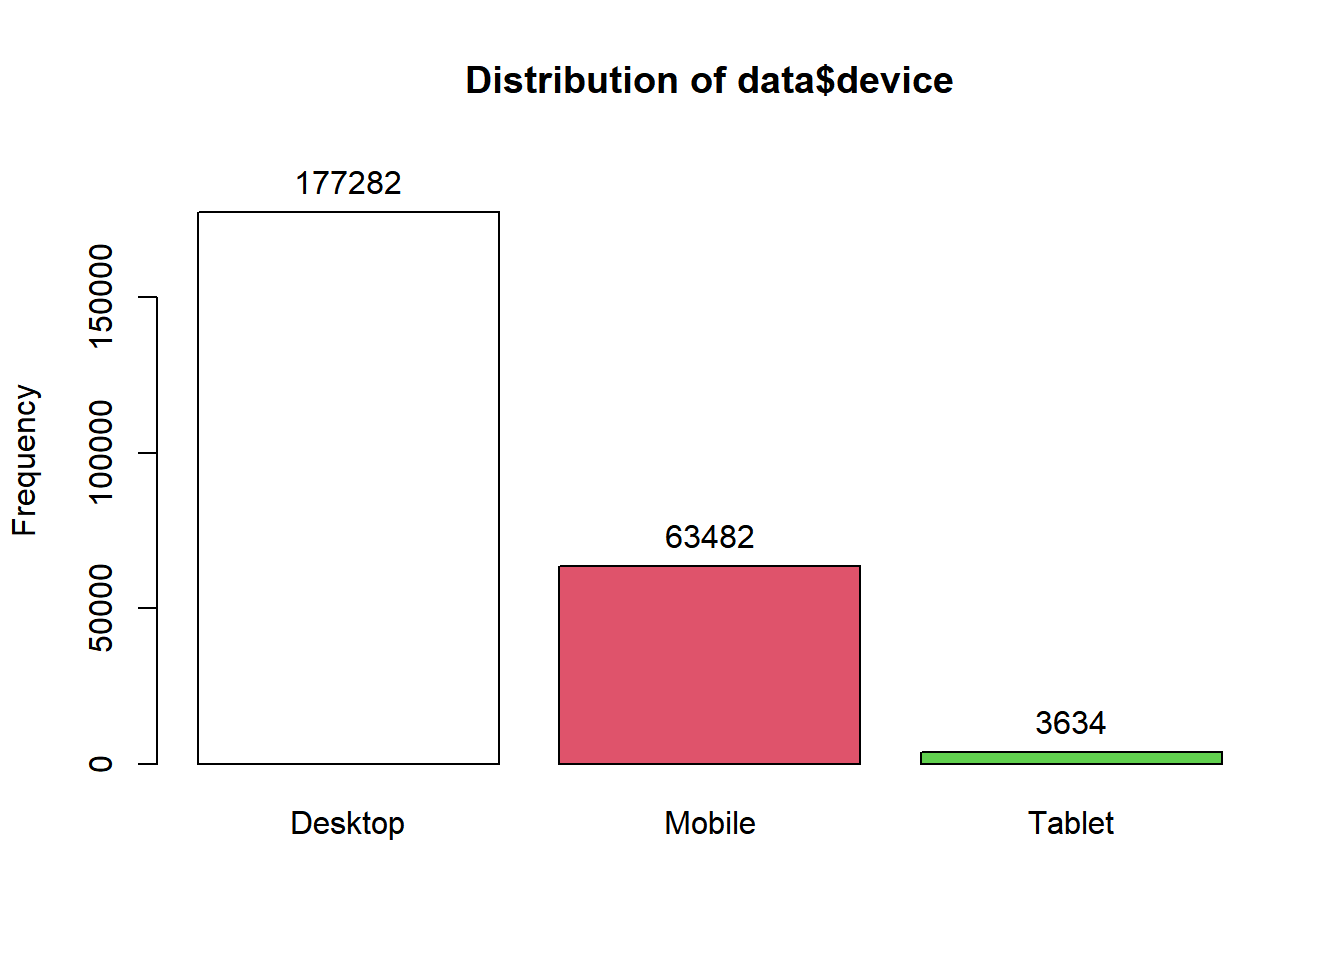 Distribution of data$device
177282
63482
3634
Frequency
150000
100000
50000
0
Desktop
Mobile
Tablet